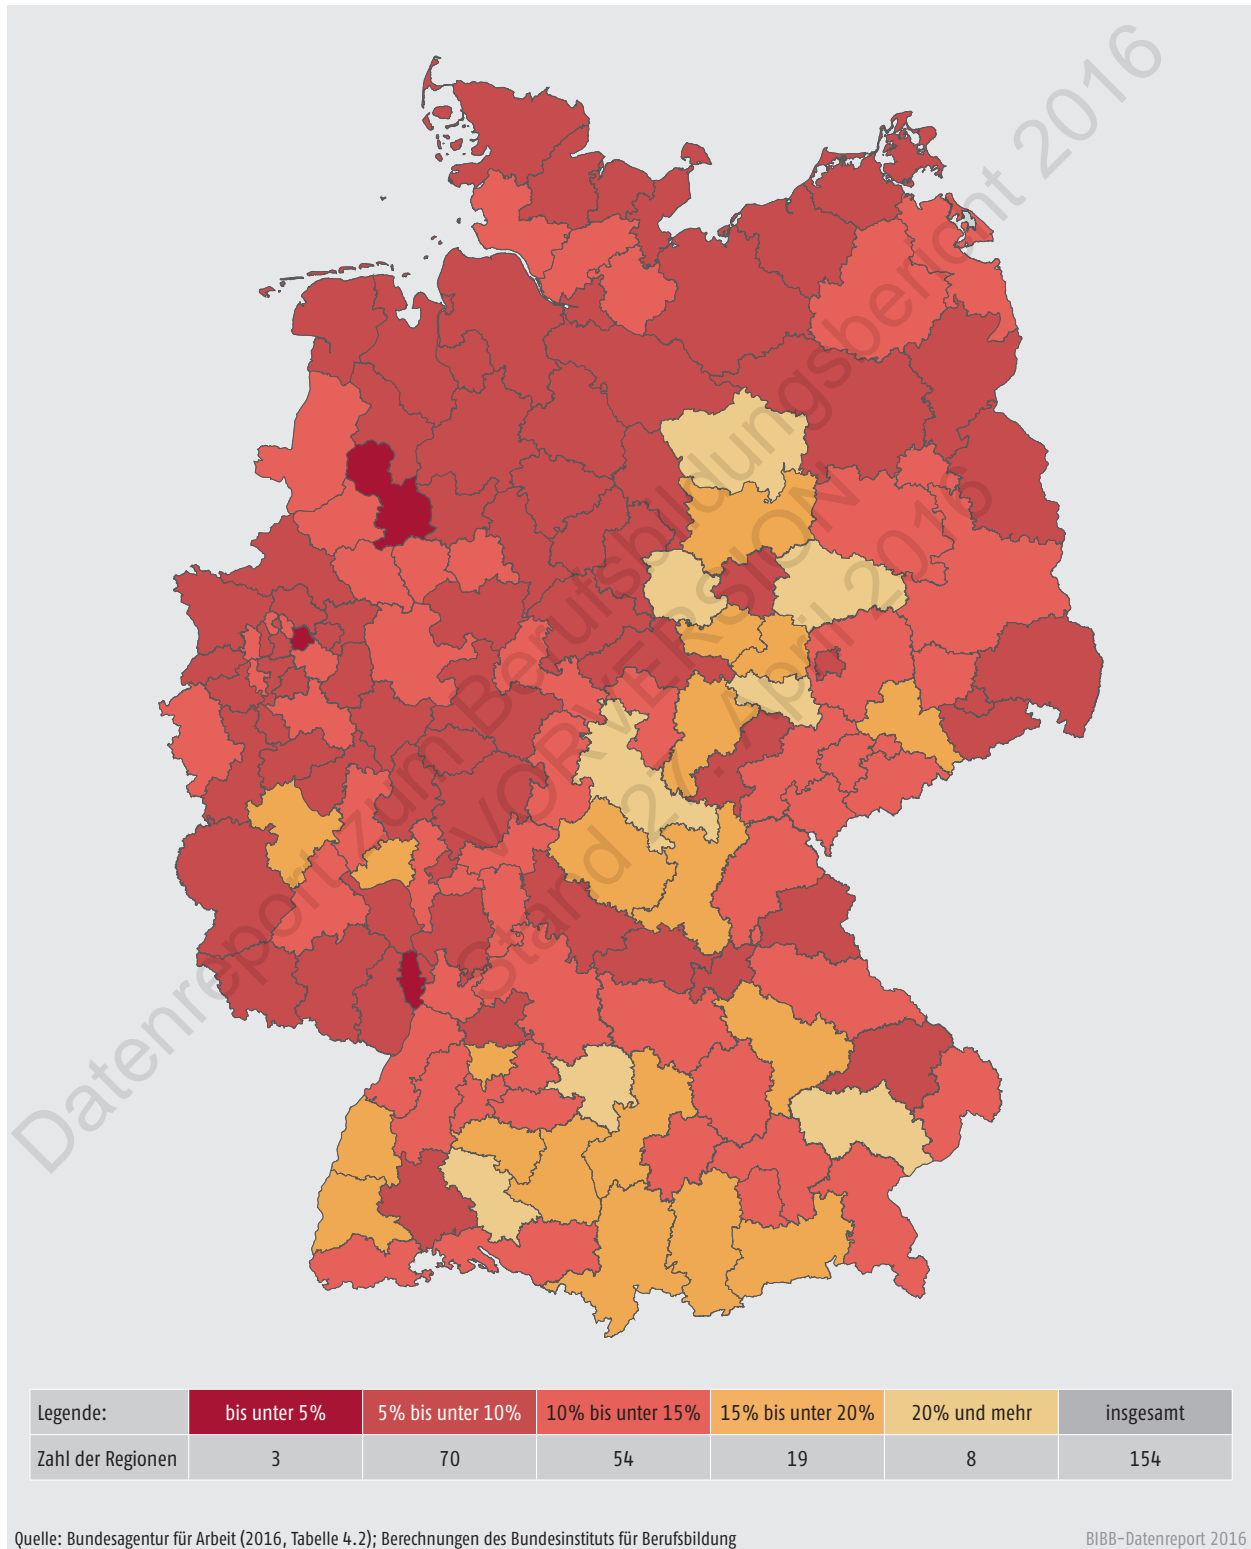 Datenreport zum Berufsbildungsbericht 2016
VORVERSION
Stand 27. April 2016
Legende: bis unter 5% 5% bis unter 10% 10% bis unter 15% 15% bis unter 20% 20% und mehr insgesamt
Zahl der Regionen 3 70 54 19 8 154
Quelle: Bundesagentur für Arbeit (2016, Tabelle 4.2); Berechnungen des Bundesinstituts für Berufsbildung BIBB-Datenreport 2016